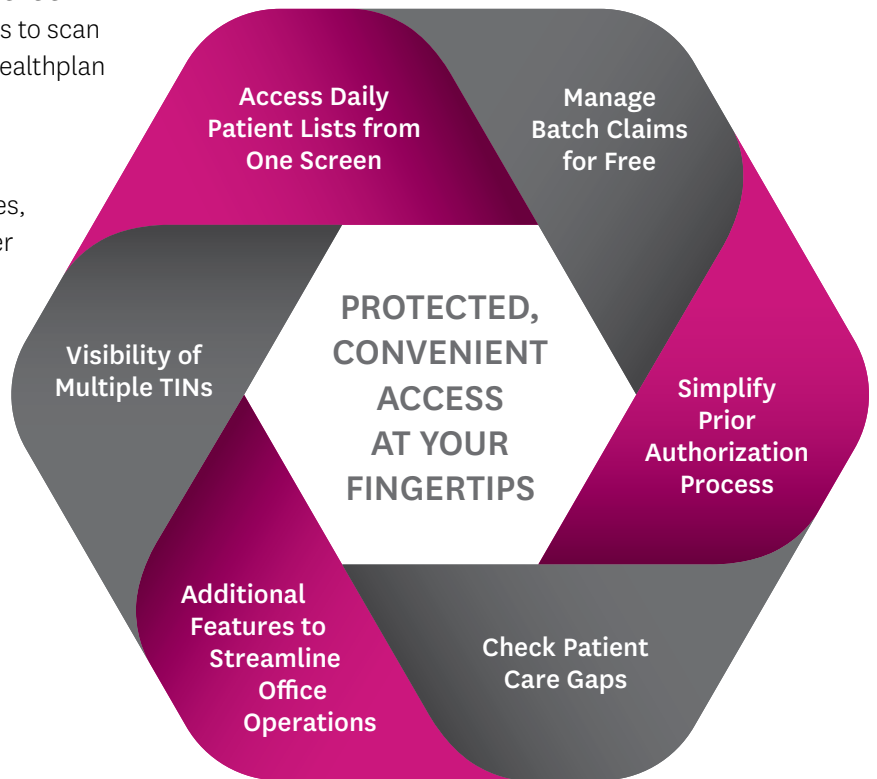 s to scan
ealthplan
es,
er
Access Daily
Patient Lists from
One Screen
Manage
Batch Claims
for Free
Simplify
Prior
Authorization
Process
Check Patient
Care Gaps
Additional
Features to
Streamline
Office
Operations
Visibility of
Multiple TINs
PROTECTED,
CONVENIENT
ACCESS
AT YOUR
FINGERTIPS